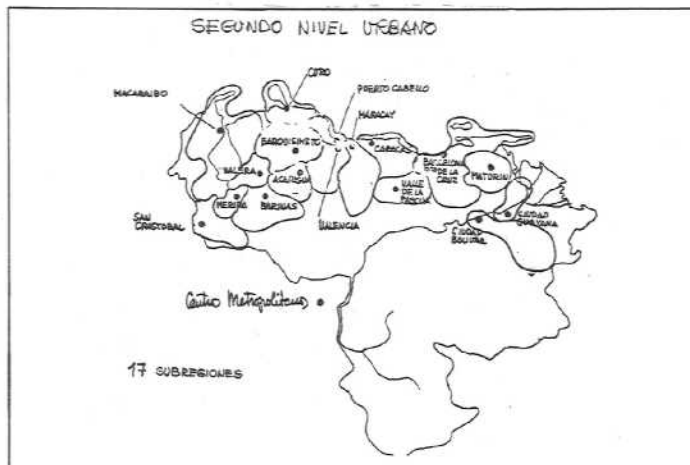 SEGUNDO NIVEL URBANO
CORO
PUERTO CABELLO
MARACAIBO
MARACAY
BARQUISIMETO
CARACAS
BARCELONA
PTO DE LA CRUZ
MATURIN
VALERA
ACARIGUA
VALLE DE LA PASCUA
MERIDA
BARINAS
SAN CRISTOBAL
VALENCIA
CIUDAD GUAYANA
CIUDAD BOLIVAR
Centro Metropolitano
17 SUBREGIONES